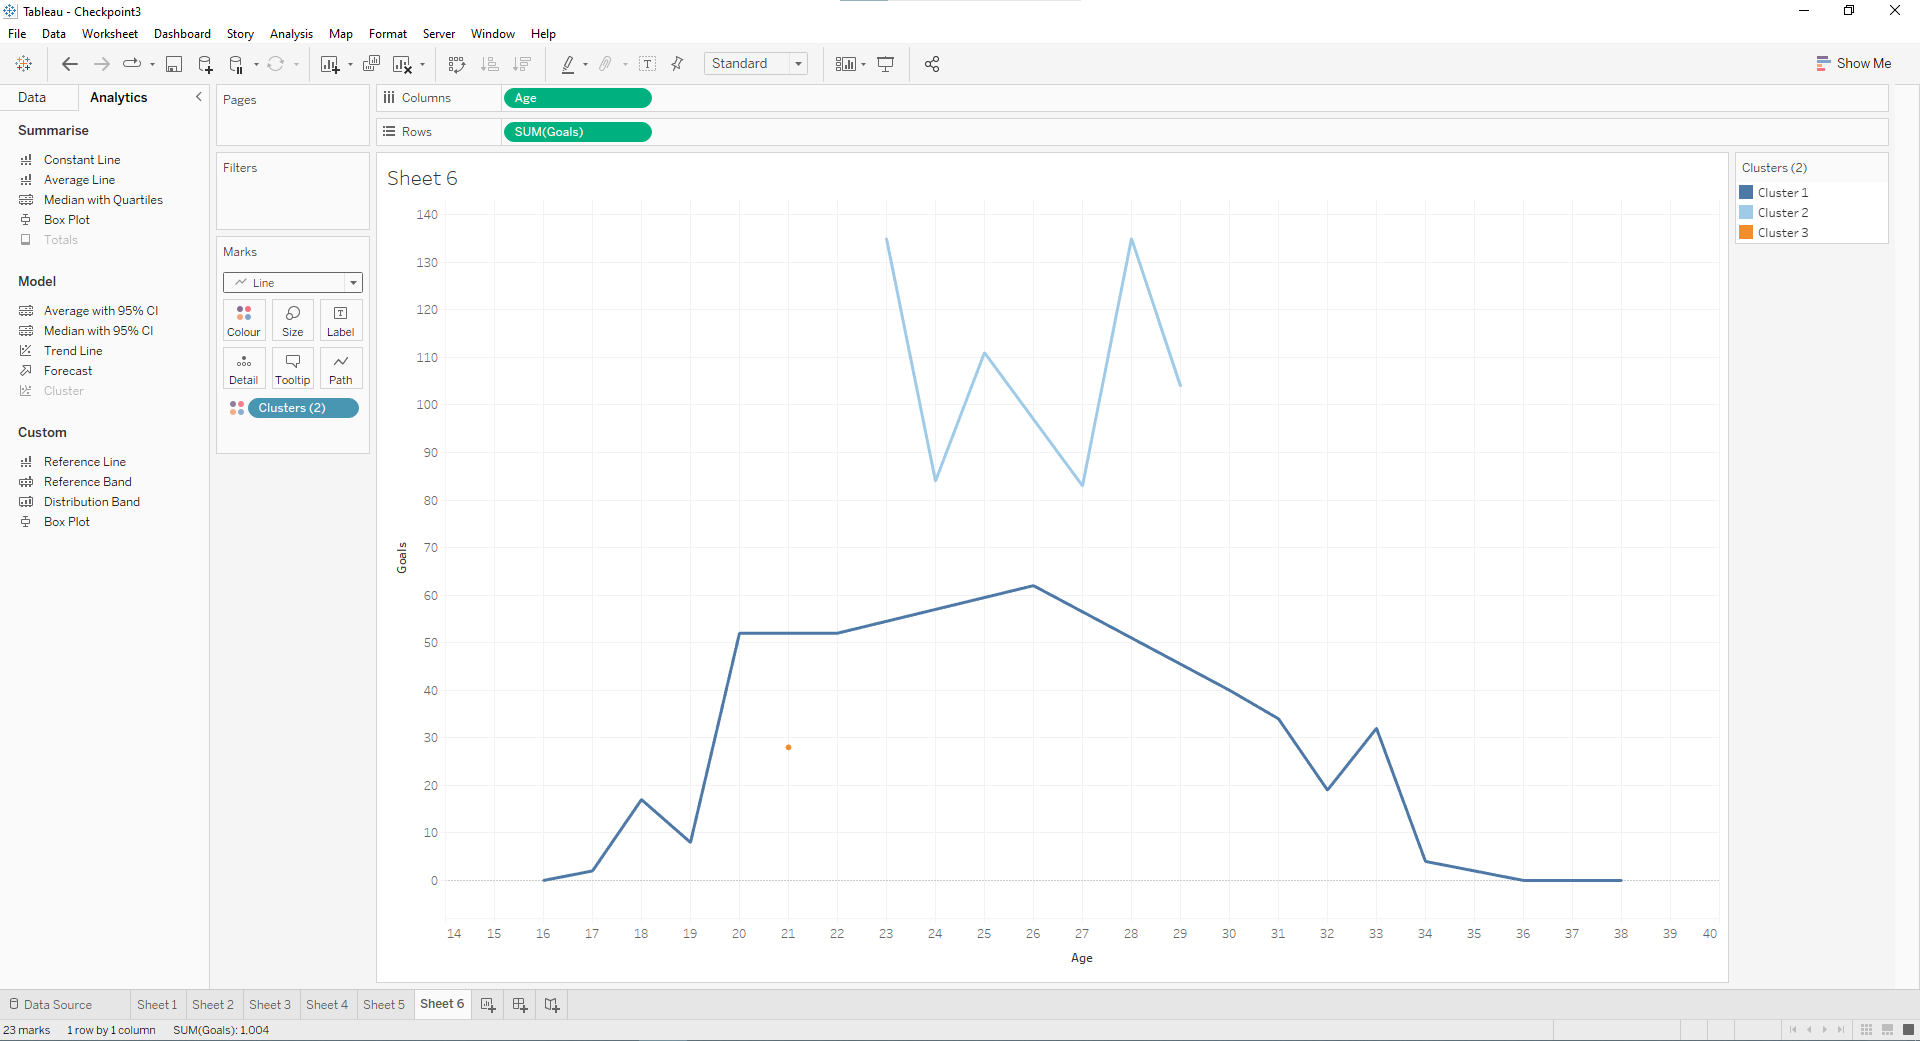 Tableau - Checkpoint3
File Data Worksheet Dashboard Story Analysis Map Format Server Window Help
Standard
Show Me
Data Analytics
Summarise
Constant Line
Average Line
Median with Quartiles
Box Plot
Totals
Model
Average with 95% CI
Median with 95% CI
Trend Line
Forecast
Cluster
Custom
Reference Line
Reference Band
Distribution Band
Box Plot
Pages
Filters
Marks
Line
Colour Size Label
Detail Tooltip Path
Clusters (2)
Columns Age
Rows SUM(Goals)
Sheet 6
140
130
120
110
100
90
80
70
60
50
40
30
20
10
0
Goals
14 15 16 17 18 19 20 21 22 23 24 25 26 27 28 29 30 31 32 33 34 35 36 37 38 39 40
Age
Clusters (2)
Cluster 1
Cluster 2
Cluster 3
Data Source Sheet 1 Sheet 2 Sheet 3 Sheet 4 Sheet 5 Sheet 6
23 marks 1 row by 1 column SUM(Goals): 1,004